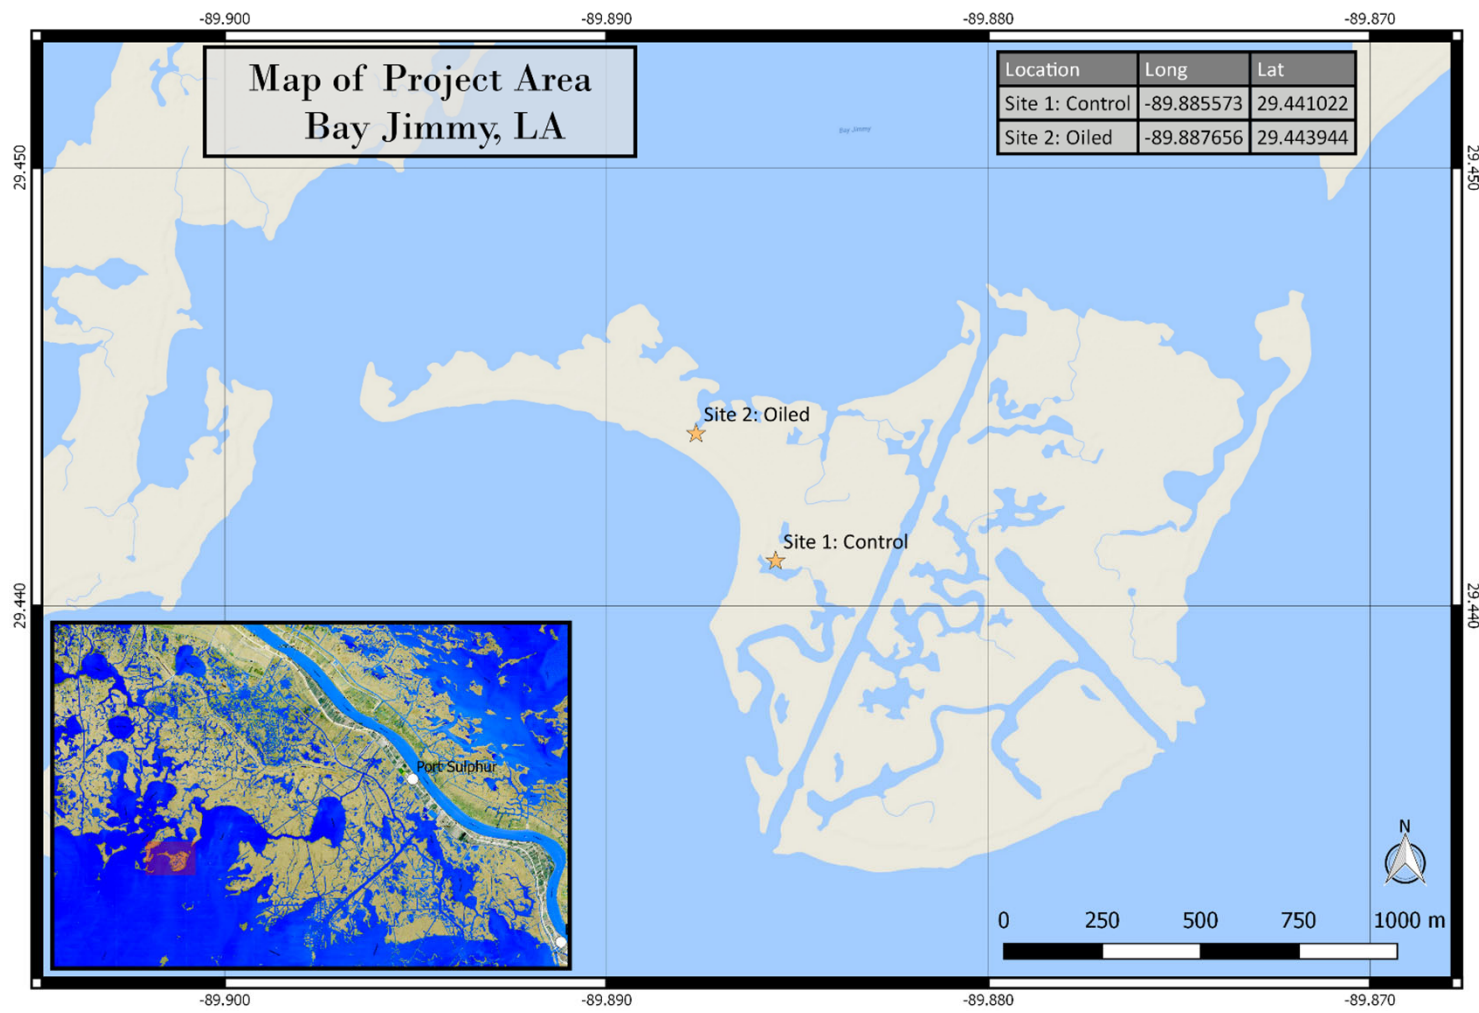 -89.900 -89.890 -89.880 -89.870
Map of Project Area
Bay Jimmy, LA
Location Long Lat
Site 1: Control -89.885573 29.441022
Site 2: Oiled -89.887656 29.443944
Bay Jimmy
29.450 29.450
Site 2: Oiled
Site 1: Control
29.440 29.440
Port Sulphur
N
0 250 500 750 1000 m
-89.900 -89.890 -89.880 -89.870